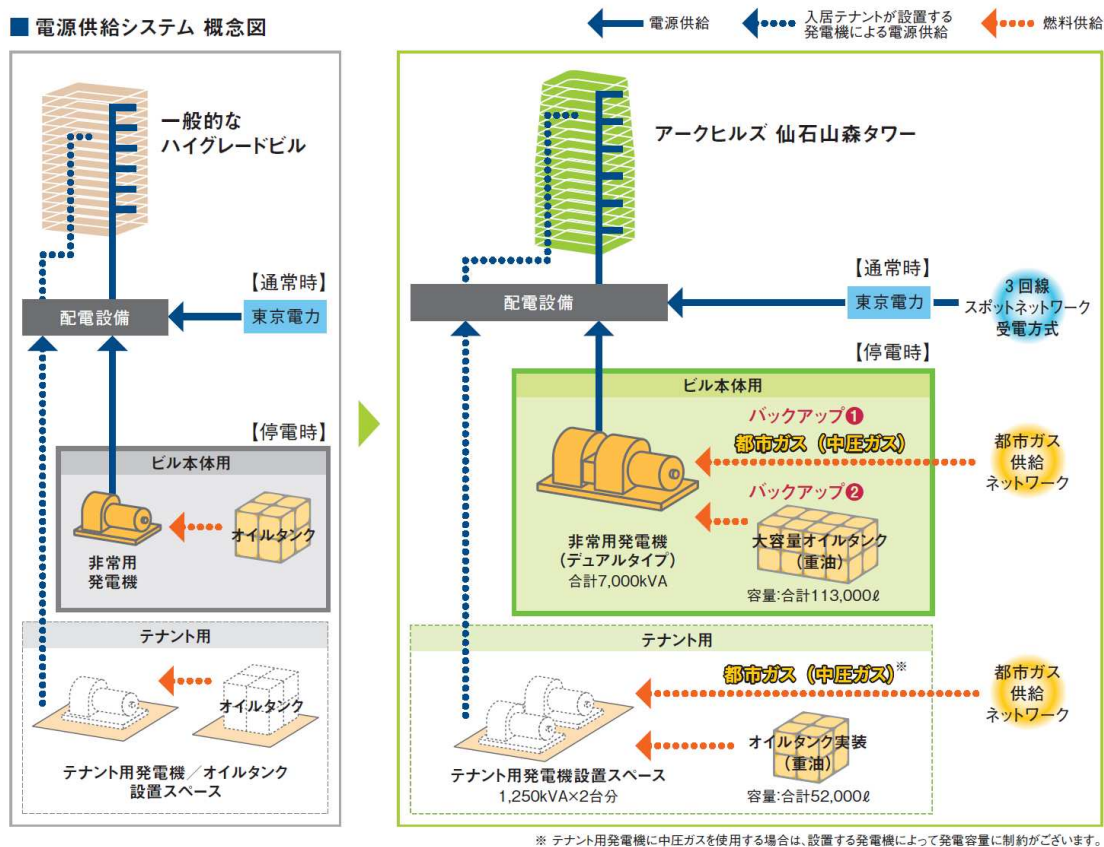 ■ 電源供給システム 概念図
電源供給
入居テナントが設置する
発電機による電源供給
燃料供給
一般的な
ハイグレードビル
【通常時】
配電設備
東京電力
【停電時】
ビル本体用
オイルタンク
非常用
発電機
テナント用
オイルタンク
テナント用発電機／オイルタンク
設置スペース
アークヒルズ 仙石山森タワー
【通常時】
配電設備
東京電力
3回線
スポットネットワーク
受電方式
【停電時】
ビル本体用
バックアップ❶
都市ガス（中圧ガス）
都市ガス
供給
ネットワーク
バックアップ❷
非常用発電機
（デュアルタイプ）
合計7,000kVA
大容量オイルタンク
（重油）
容量：合計113,000ℓ
テナント用
都市ガス（中圧ガス）※
都市ガス
供給
ネットワーク
オイルタンク実装
（重油）
容量：合計52,000ℓ
テナント用発電機設置スペース
1,250kVA×2台分
※ テナント用発電機に中圧ガスを使用する場合は、設置する発電機によって発電容量に制約がございます。